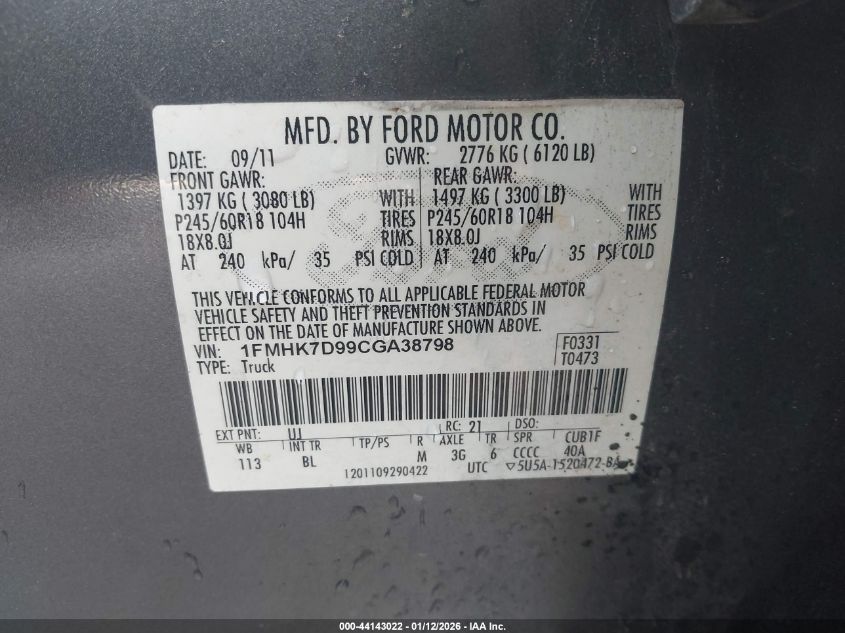 MFD. BY FORD MOTOR CO.
DATE: 09/11 GVWR: 2776 KG ( 6120 LB)
FRONT GAWR: REAR GAWR:
1397 KG ( 3080 LB) WITH 1497 KG ( 3300 LB) WITH
P245/60R18 104H TIRES P245/60R18 104H TIRES
18X8.0J RIMS 18X8.0J RIMS
AT 240 kPa/ 35 PSI COLD AT 240 kPa/ 35 PSI COLD
THIS VEHICLE CONFORMS TO ALL APPLICABLE FEDERAL MOTOR
VEHICLE SAFETY AND THEFT PREVENTION STANDARDS IN
EFFECT ON THE DATE OF MANUFACTURE SHOWN ABOVE.
VIN: 1FMHK7D99CGA38798 F0331
TYPE: Truck T0473
EXT PNT: UJ RC: 21 DSO:
WB INT TR TP/PS R AXLE TR SPR CUB1F
113 BL M 3G 6 CCCC 40A
1201109290422 UTC ▽5U5A-1520472-BA
000-44143022 - 01/12/2026 - IAA Inc.